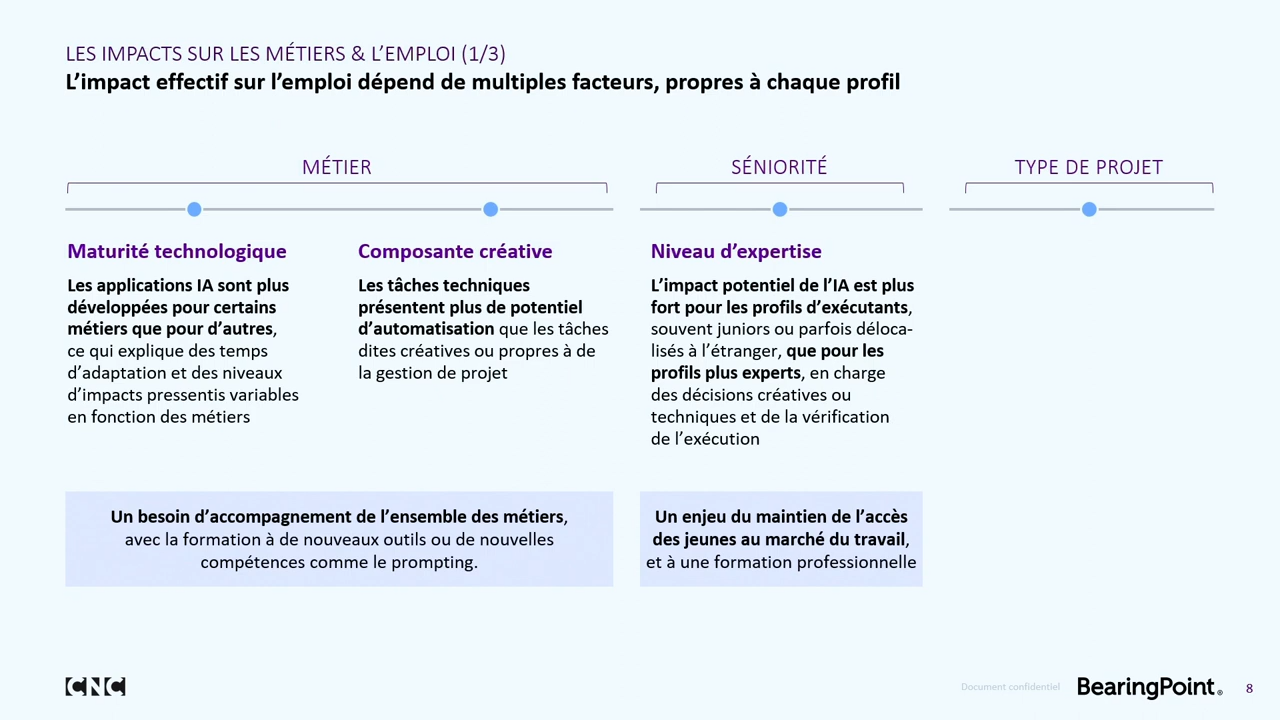 LES IMPACTS SUR LES MÉTIERS & L’EMPLOI (1/3)
L’impact effectif sur l’emploi dépend de multiples facteurs, propres à chaque profil
MÉTIER
SÉNIORITÉ
TYPE DE PROJET
Maturité technologique
Les applications IA sont plus
développées pour certains
métiers que pour d’autres,
ce qui explique des temps
d’adaptation et des niveaux
d’impacts pressentis variables
en fonction des métiers
Composante créative
Les tâches techniques
présentent plus de potentiel
d’automatisation que les tâches
dites créatives ou propres à de
la gestion de projet
Niveau d’expertise
L’impact potentiel de l’IA est plus
fort pour les profils d’exécutants,
souvent juniors ou parfois déloca-
lisés à l’étranger, que pour les
profils plus experts, en charge
des décisions créatives ou
techniques et de la vérification
de l’exécution
Un besoin d’accompagnement de l’ensemble des métiers,
avec la formation à de nouveaux outils ou de nouvelles
compétences comme le prompting.
Un enjeu du maintien de l’accès
des jeunes au marché du travail,
et à une formation professionnelle
CNC
Document confidentiel
BearingPoint®
8